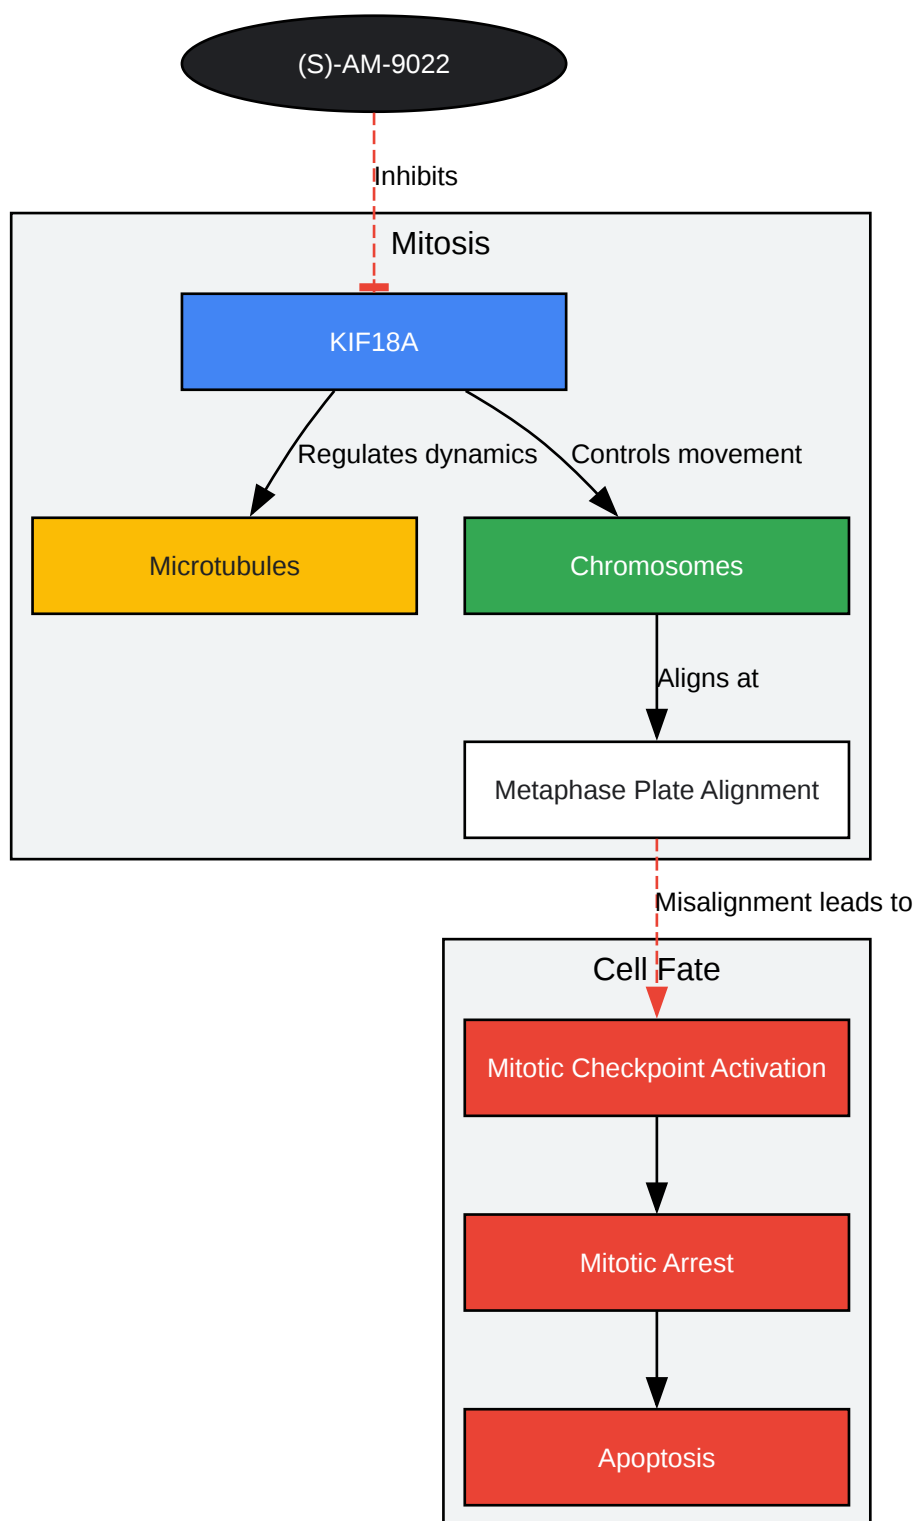 (S)-AM-9022
Inhibits
Mitosis
KIF18A
Regulates dynamics
Controls movement
Microtubules
Chromosomes
Aligns at
Metaphase Plate Alignment
Misalignment leads to
Cell Fate
Mitotic Checkpoint Activation
Mitotic Arrest
Apoptosis